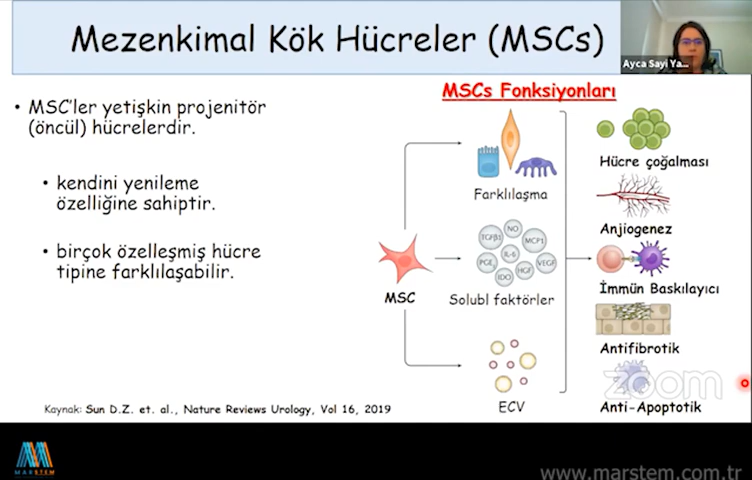 Mezenkimal Kök Hücreler (MSCs)
Ayca Sayi Ya...
• MSC'ler yetişkin projenitör
(öncül) hücrelerdir.
• kendini yenileme
özelliğine sahiptir.
• birçok özelleşmiş hücre
tipine farklılaşabilir.
MSCs Fonksiyonları
MSC
Farklılaşma
TGFβ1
NO
MCP1
IL-6
PGE
VEGF
IDO
HGF
Solubl faktörler
ECV
Hücre çoğalması
Anjiogenez
İmmün Baskılayıcı
Antifibrotik
zoom
Anti-Apoptotik
Kaynak: Sun D.Z. et. al., Nature Reviews Urology, Vol 16, 2019
MARSTEM
www.marstem.com.tr